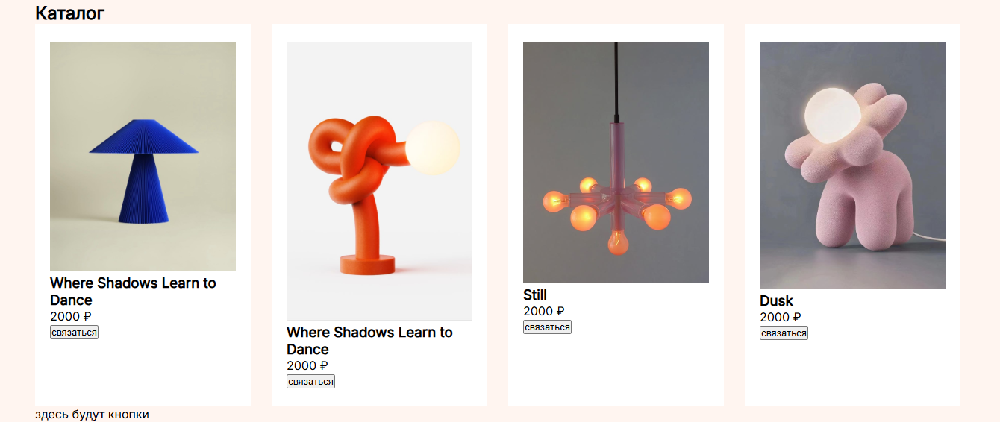 Каталог
Where Shadows Learn to
Dance
2000 ₽
связаться
Where Shadows Learn to
Dance
2000 ₽
связаться
Still
2000 ₽
связаться
Dusk
2000 ₽
связаться
здесь будут кнопки